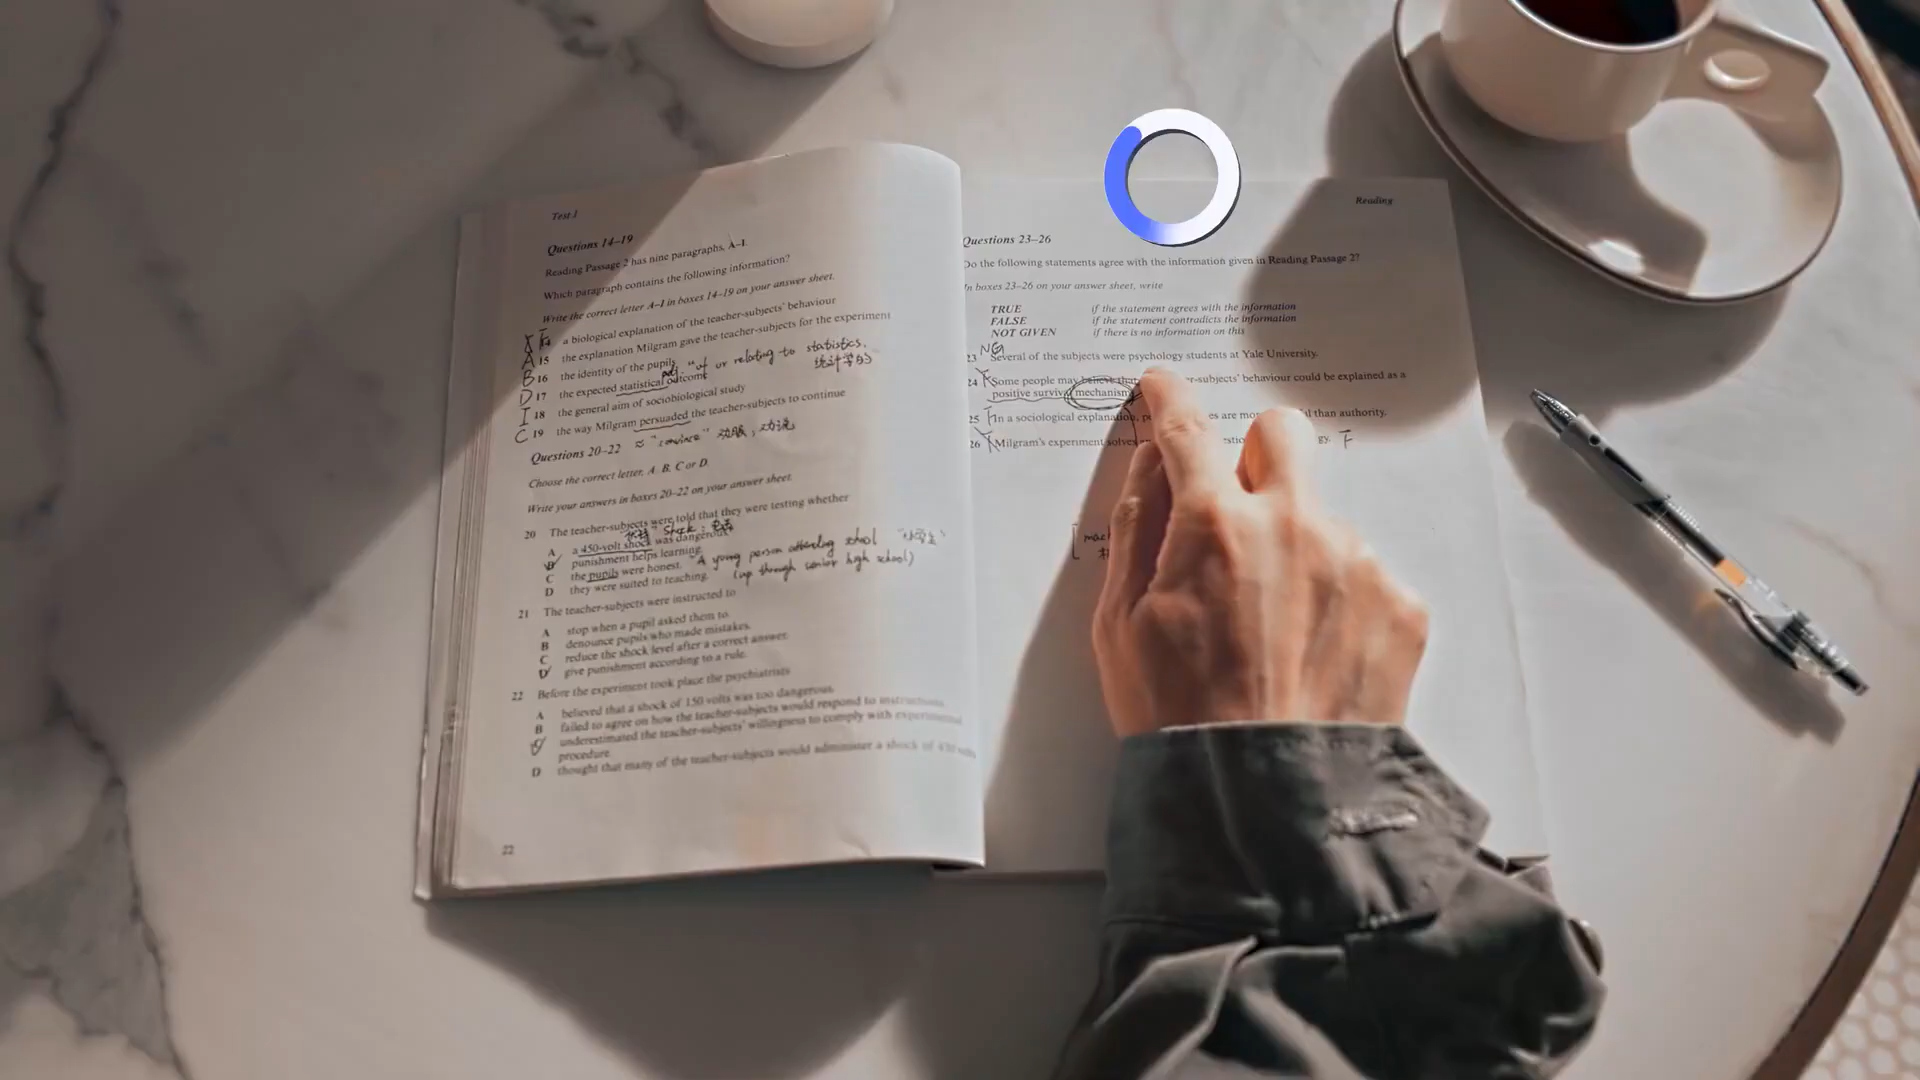 Test 1
Questions 14–19
Reading Passage 2 has nine paragraphs, A–I.
Which paragraph contains the following information?
Write the correct letter A–I in boxes 14–19 on your answer sheet.
F 14 a biological explanation of the teacher-subjects' behaviour
A 15 the explanation Milgram gave the teacher-subjects for the experiment
B 16 the identity of the pupils
adj. "of or relating to statistics.
统计学的
D 17 the expected statistical outcome
I 18 the general aim of sociobiological study
C 19 the way Milgram persuaded the teacher-subjects to continue
≈ "convince"
Questions 20–22
Choose the correct letter, A, B, C or D.
Write your answers in boxes 20–22 on your answer sheet.
20 The teacher-subjects were told that they were testing whether
shock:
A a 450-volt shock was dangerous.
B punishment helps learning.
C the pupils were honest. "A young person attending school
D they were suited to teaching. (up through senior high school)
21 The teacher-subjects were instructed to
A stop when a pupil asked them to.
B denounce pupils who made mistakes.
C reduce the shock level after a correct answer.
D give punishment according to a rule.
22 Before the experiment took place the psychiatrists
A believed that a shock of 150 volts was too dangerous.
B failed to agree on how the teacher-subjects would respond to instructions.
C underestimated the teacher-subjects' willingness to comply with experimental
procedure.
D thought that many of the teacher-subjects would administer a shock of 450 volts
22
Reading
Questions 23–26
Do the following statements agree with the information given in Reading Passage 2?
In boxes 23–26 on your answer sheet, write
TRUE if the statement agrees with the information
FALSE if the statement contradicts the information
NOT GIVEN if there is no information on this
NG
23 Several of the subjects were psychology students at Yale University.
24 Some people may believe that er-subjects' behaviour could be explained as a
positive survival mechanism
25 T In a sociological explanation, es are mo than authority.
26 Milgram's experiment solves gy. F